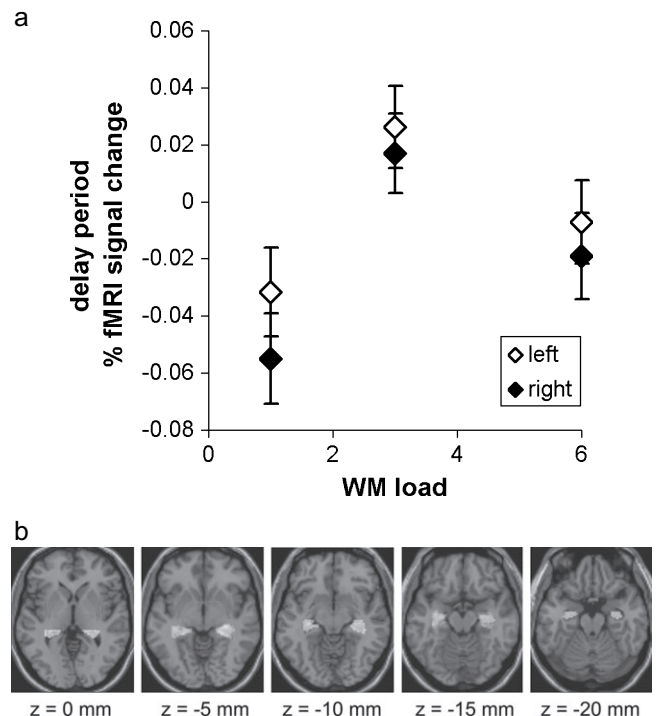 a
0.06
0.04
0.02
0
-0.02
-0.04
-0.06
-0.08
delay period
% fMRI signal change
left
right
0 2 4 6
WM load
b
z = 0 mm z = -5 mm z = -10 mm z = -15 mm z = -20 mm